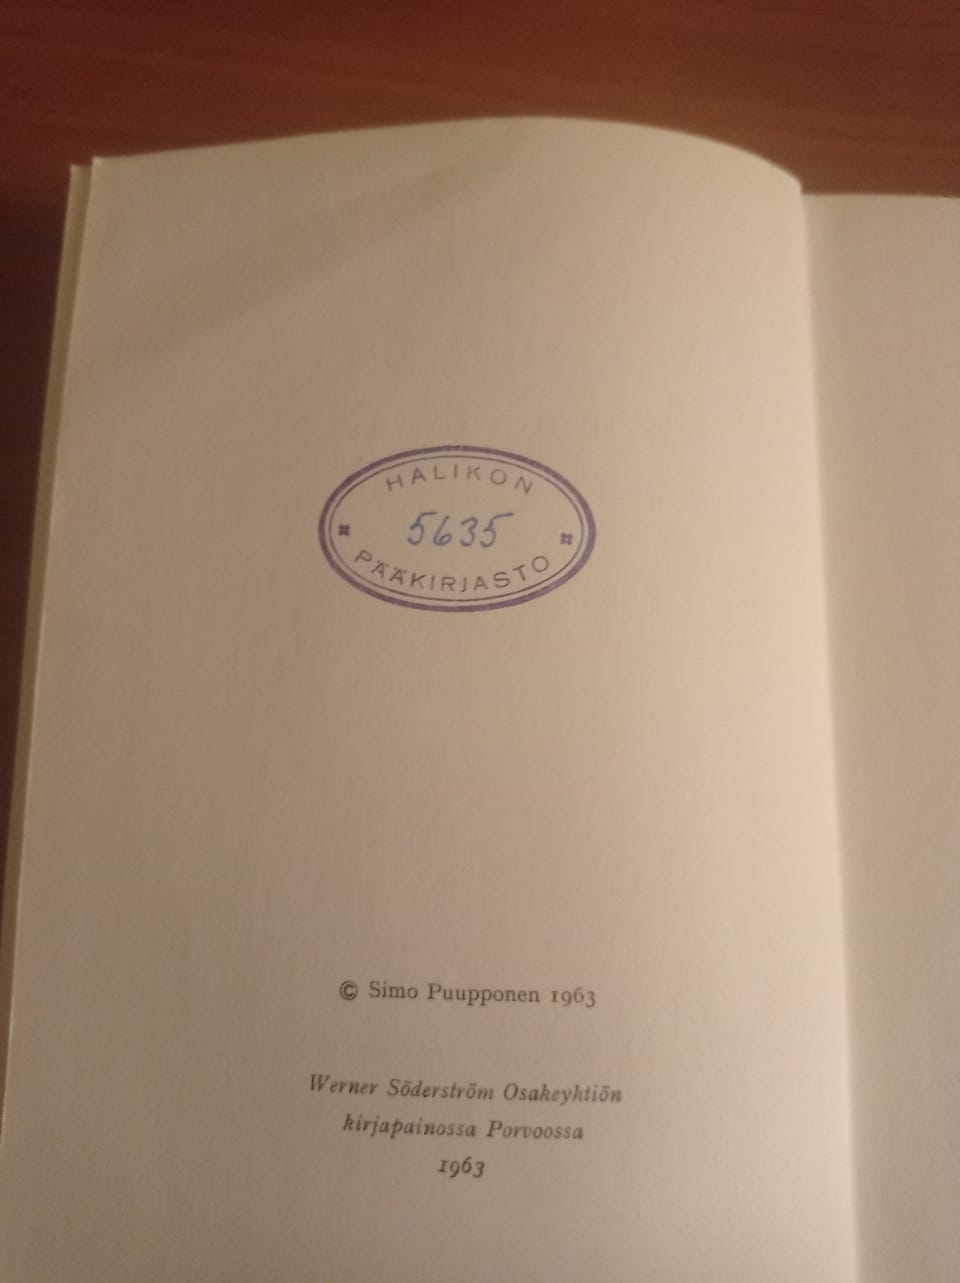 HALIKON
5635
PÄÄKIRJASTO
© Simo Puupponen 1963
Werner Söderström Osakeyhtiön
kirjapainossa Porvoossa
1963